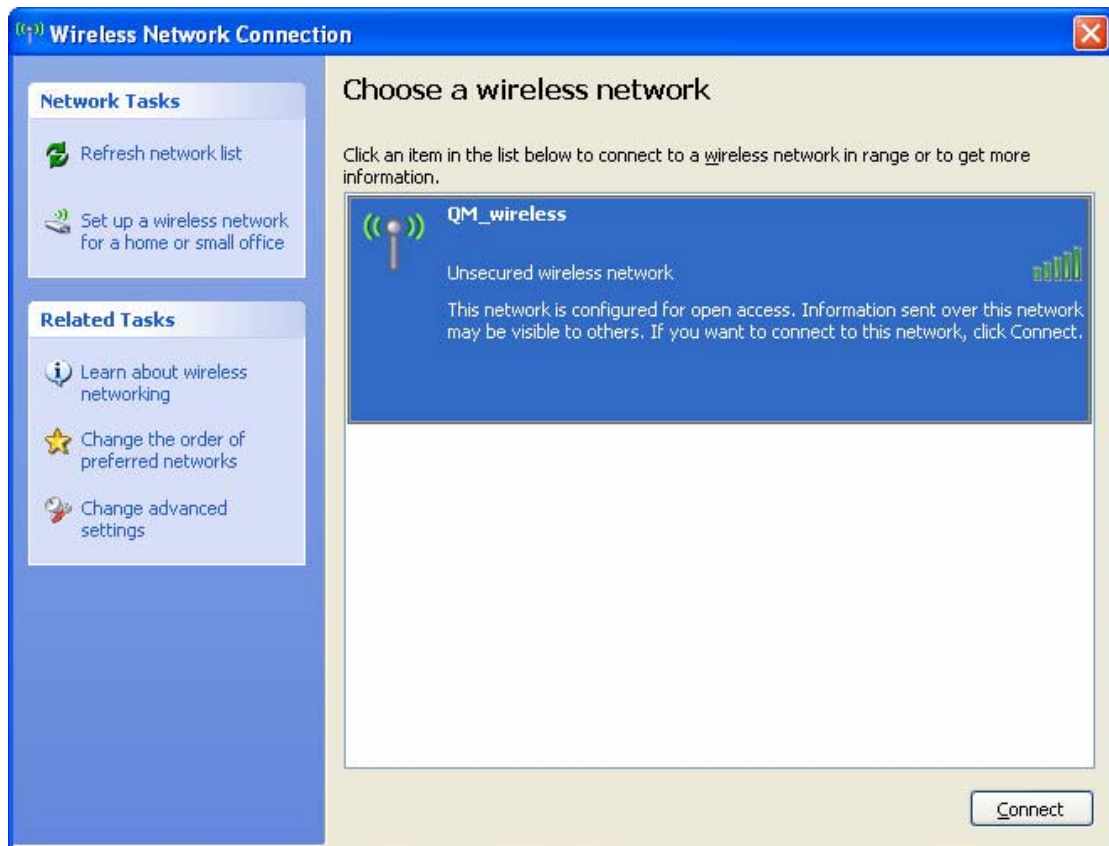 Wireless Network Connection
Network Tasks
Refresh network list
Set up a wireless network
for a home or small office
Related Tasks
Learn about wireless
networking
Change the order of
preferred networks
Change advanced
settings
Choose a wireless network
Click an item in the list below to connect to a wireless network in range or to get more
information.
QM_wireless
Unsecured wireless network
This network is configured for open access. Information sent over this network
may be visible to others. If you want to connect to this network, click Connect.
Connect